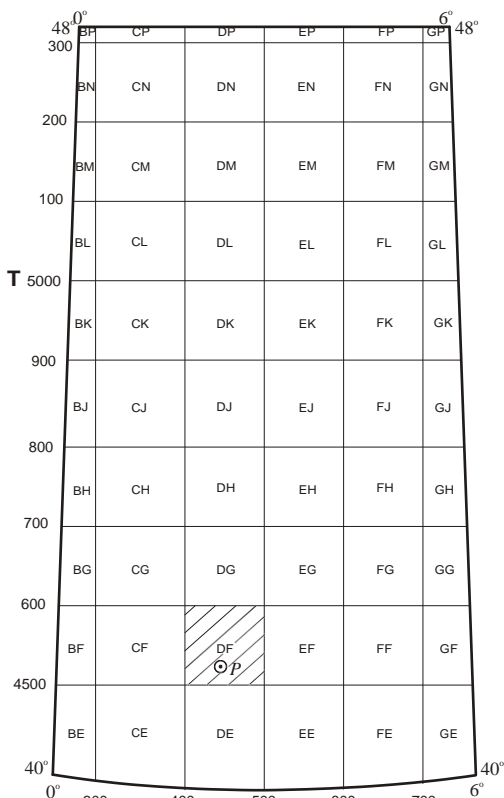 0° 6°
48° BP CP DP EP FP GP 48°
300
BN CN DN EN FN GN
200
BM CM DM EM FM GM
100
BL CL DL EL FL GL
T 5000
BK CK DK EK FK GK
900
BJ CJ DJ EJ FJ GJ
800
BH CH DH EH FH GH
700
BG CG DG EG FG GG
600
BF CF DF EF FF GF
P
4500
BE CE DE EE FE GE
40° 40°
0° 6°